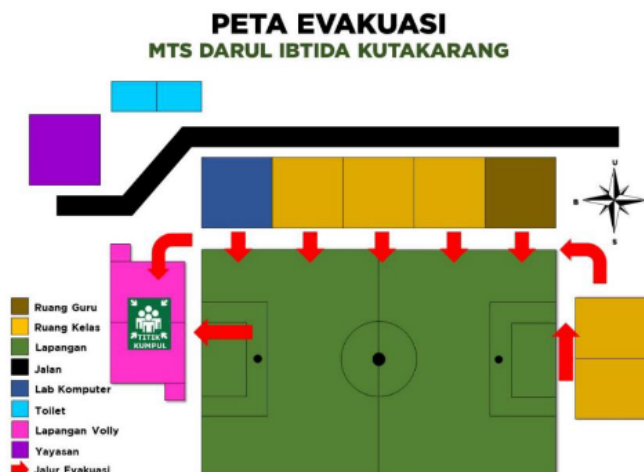 PETA EVAKUASI
MTS DARUL IBTIDA KUTAKARANG
U
B
S
TITIK
KUMPUL
Ruang Guru
Ruang Kelas
Lapangan
Jalan
Lab Komputer
Toilet
Lapangan Volly
Yayasan
Jalur Evakuasi